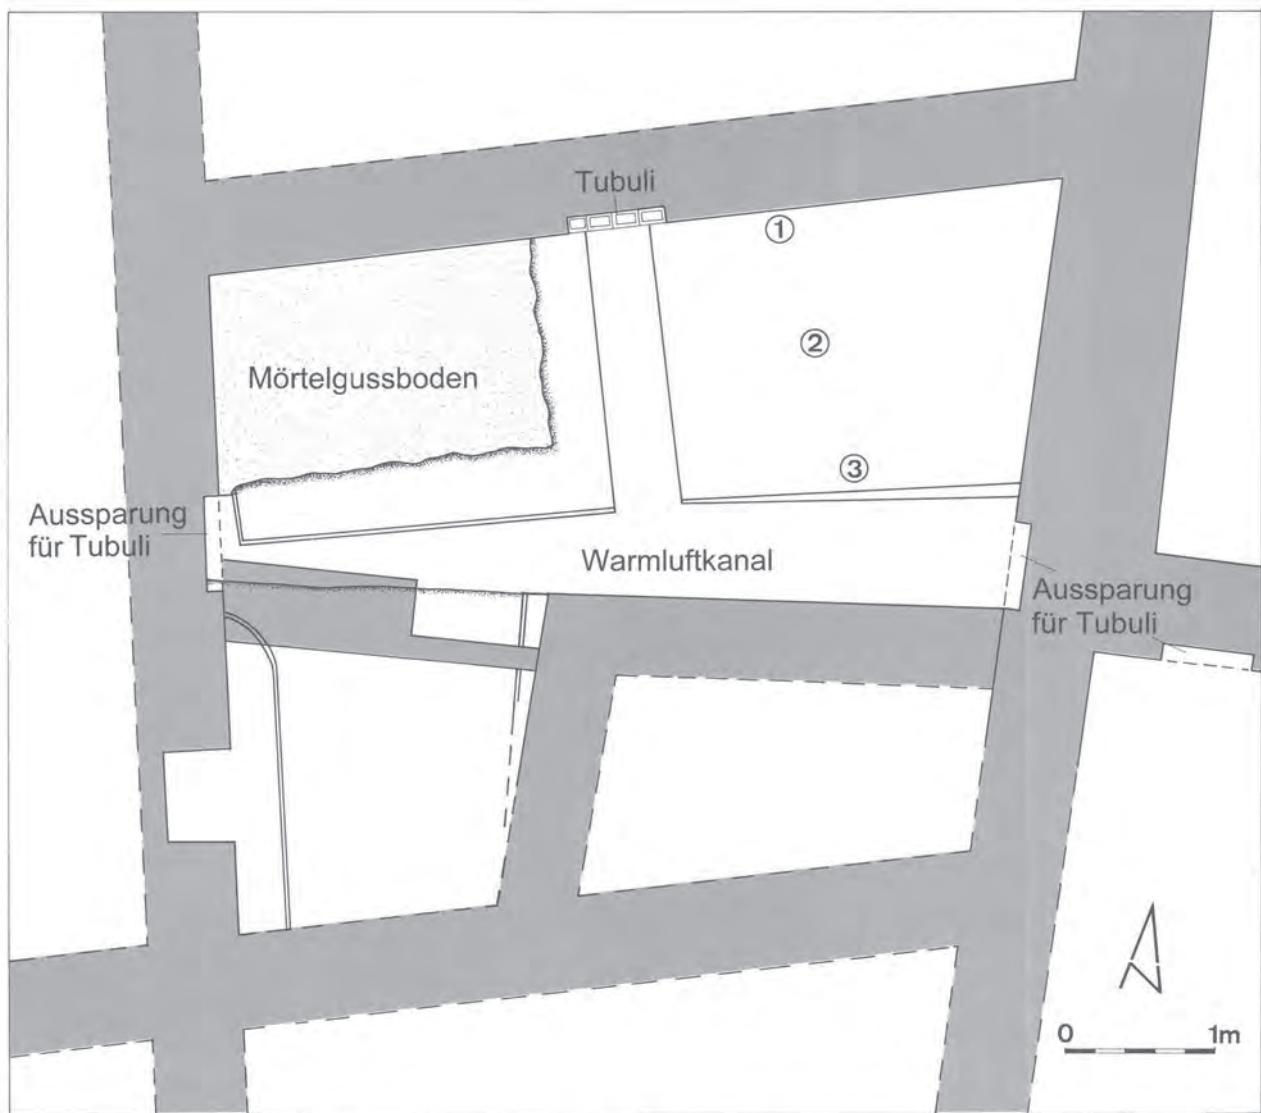 Tubuli
①
②
Mörtelgussboden
③
Aussparung
für Tubuli
Warmluftkanal
Aussparung
für Tubuli
N
0 1m